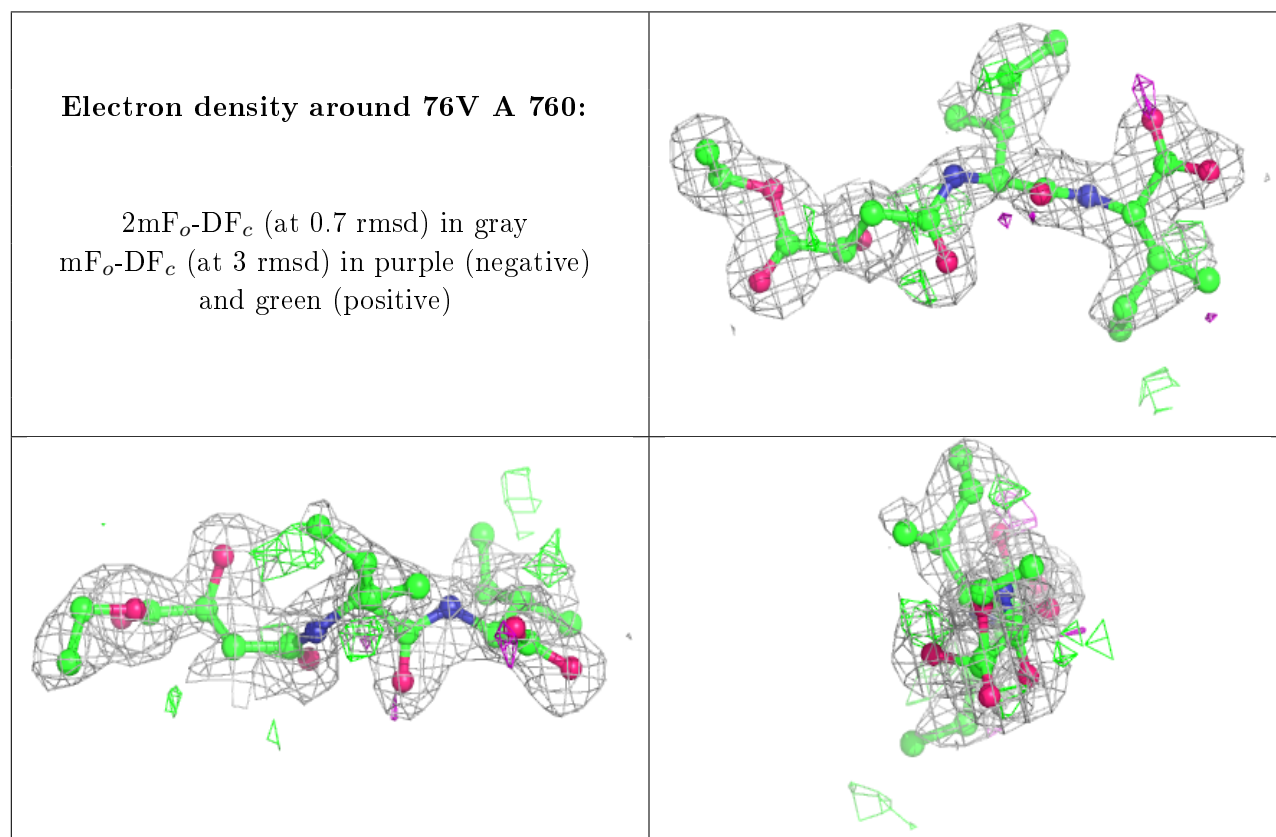 Electron density around 76V A 760:
2mFo-DFc (at 0.7 rmsd) in gray
mFo-DFc (at 3 rmsd) in purple (negative)
and green (positive)